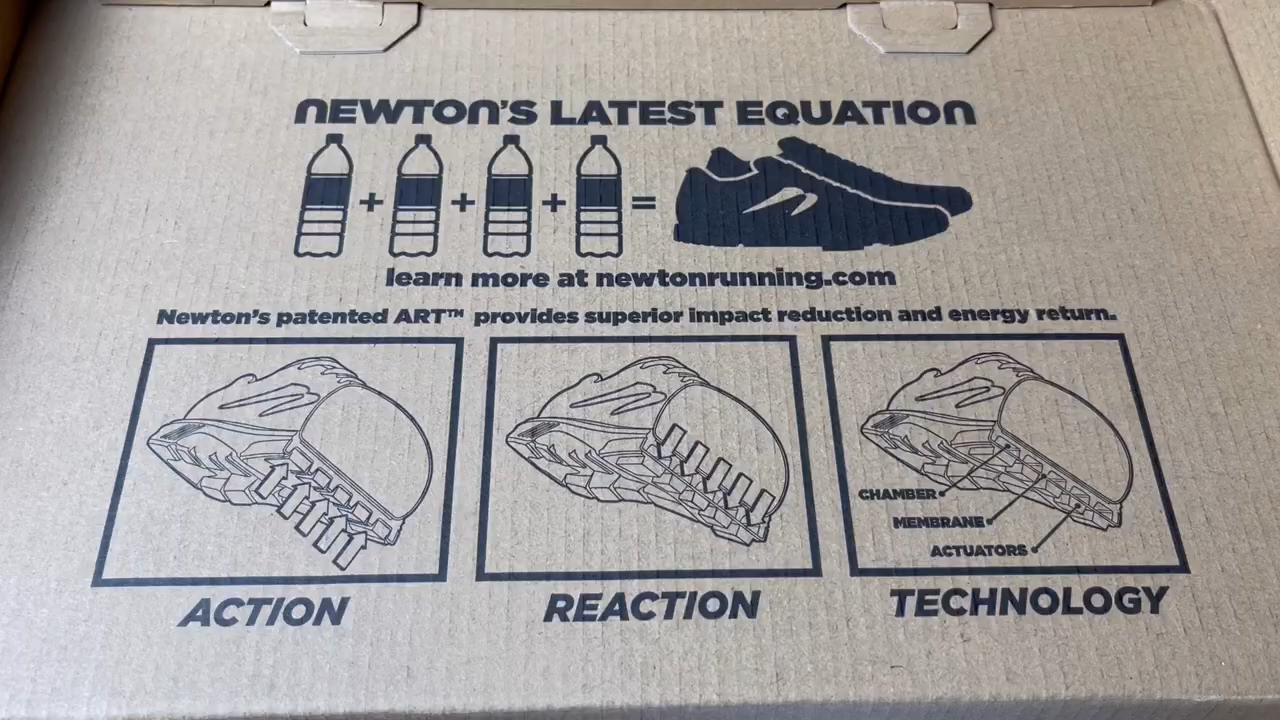 NEWTON'S LATEST EQUATION
+ + + =
learn more at newtonrunning.com
Newton's patented ART™ provides superior impact reduction and energy return.
CHAMBER
MEMBRANE
ACTUATORS
ACTION
REACTION
TECHNOLOGY